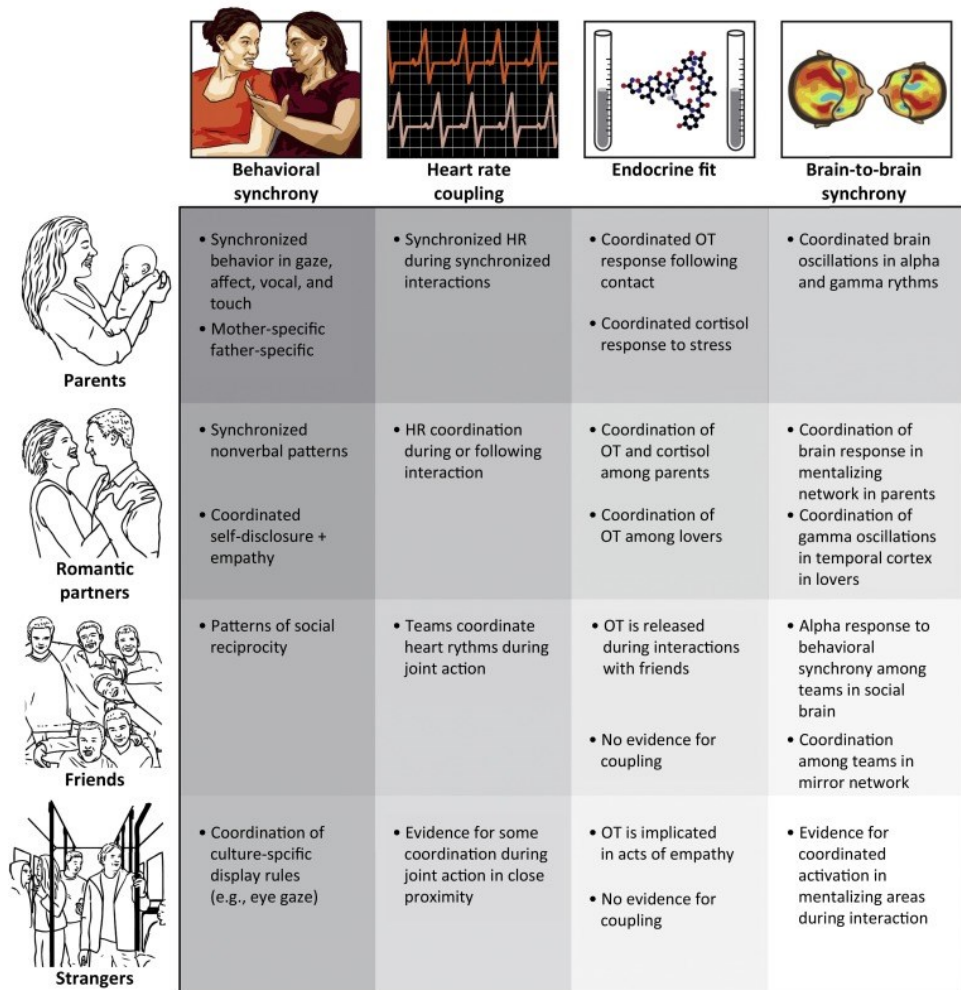 Behavioral
synchrony
Heart rate
coupling
Endocrine fit
Brain-to-brain
synchrony
Parents
• Synchronized
behavior in gaze,
affect, vocal, and
touch
• Mother-specific
father-specific
• Synchronized HR
during synchronized
interactions
• Coordinated OT
response following
contact
• Coordinated cortisol
response to stress
• Coordinated brain
oscillations in alpha
and gamma rythms
Romantic
partners
• Synchronized
nonverbal patterns
• Coordinated
self-disclosure +
empathy
• HR coordination
during or following
interaction
• Coordination of
OT and cortisol
among parents
• Coordination of
OT among lovers
• Coordination of
brain response in
mentalizing
network in parents
• Coordination of
gamma oscillations
in temporal cortex
in lovers
Friends
• Patterns of social
reciprocity
• Teams coordinate
heart rythms during
joint action
• OT is released
during interactions
with friends
• No evidence for
coupling
• Alpha response to
behavioral
synchrony among
teams in social
brain
• Coordination
among teams in
mirror network
Strangers
• Coordination of
culture-spcific
display rules
(e.g., eye gaze)
• Evidence for some
coordination during
joint action in close
proximity
• OT is implicated
in acts of empathy
• No evidence for
coupling
• Evidence for
coordinated
activation in
mentalizing areas
during interaction